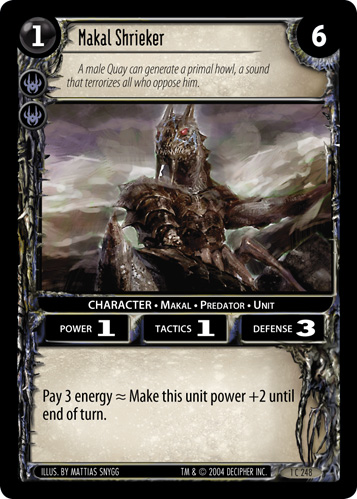 1 Makal Shrieker 6
A male Quay can generate a primal howl, a sound
that terrorizes all who oppose him.
CHARACTER • MAKAL • PREDATOR • UNIT
POWER 1 TACTICS 1 DEFENSE 3
Pay 3 energy ≈ Make this unit power +2 until
end of turn.
ILLUS. BY MATTIAS SNYGG TM & © 2004 DECIPHER INC. 1 C 248